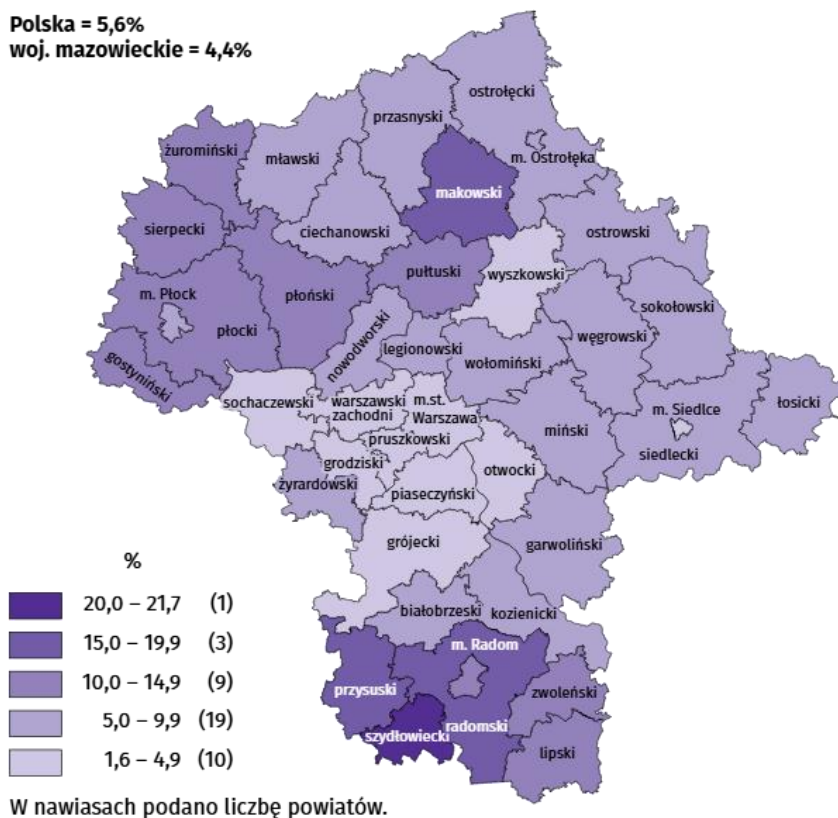 Polska = 5,6%
woj. mazowieckie = 4,4%
ostrołęcki
przasnyski
żuromiński
mławski
m. Ostrołęka
makowski
sierpecki
ciechanowski
ostrowski
pułtuski
wyszkowski
m. Płock
płoński
sokołowski
płocki
węgrowski
nowodworski
legionowski
wołomiński
gostyniński
sochaczewski
warszawski
zachodni
m.st.
Warszawa
m. Siedlce
łosicki
miński
pruszkowski
siedlecki
grodziski
otwocki
żyrardowski
piaseczyński
grójecki
garwoliński
białobrzeski
kozienicki
m. Radom
przysuski
zwoleński
radomski
szydłowiecki
lipski
%
20,0 – 21,7 (1)
15,0 – 19,9 (3)
10,0 – 14,9 (9)
5,0 – 9,9 (19)
1,6 – 4,9 (10)
W nawiasach podano liczbę powiatów.